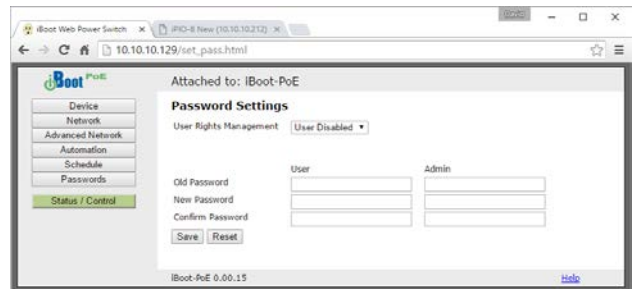 David
iBoot Web Power Switch
iPIO-8 New (10.10.10.212)
10.10.10.129/set_pass.html
iBoot PoE
Attached to: iBoot-PoE
Device
Network
Advanced Network
Automation
Schedule
Passwords
Status / Control
Password Settings
User Rights Management User Disabled
User Admin
Old Password
New Password
Confirm Password
Save Reset
iBoot-PoE 0.00.15 Help